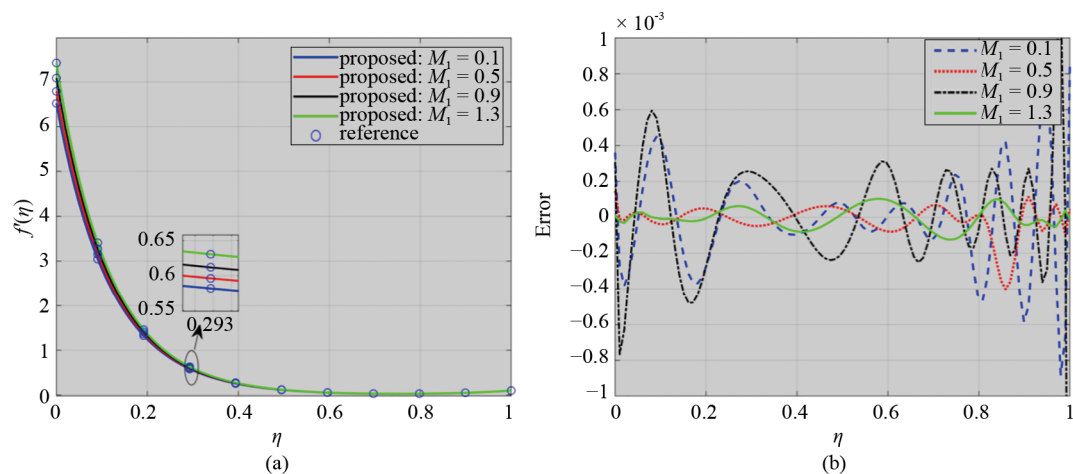 7
6
5
4
3
2
1
0
f′(η)
proposed: M₁ = 0.1
proposed: M₁ = 0.5
proposed: M₁ = 0.9
proposed: M₁ = 1.3
reference
0.65
0.6
0.55
0.293
0 0.2 0.4 0.6 0.8 1
η
(a)
1 × 10⁻³
0.8
0.6
0.4
0.2
0
−0.2
−0.4
−0.6
−0.8
−1
Error
M₁ = 0.1
M₁ = 0.5
M₁ = 0.9
M₁ = 1.3
0 0.2 0.4 0.6 0.8 1
η
(b)